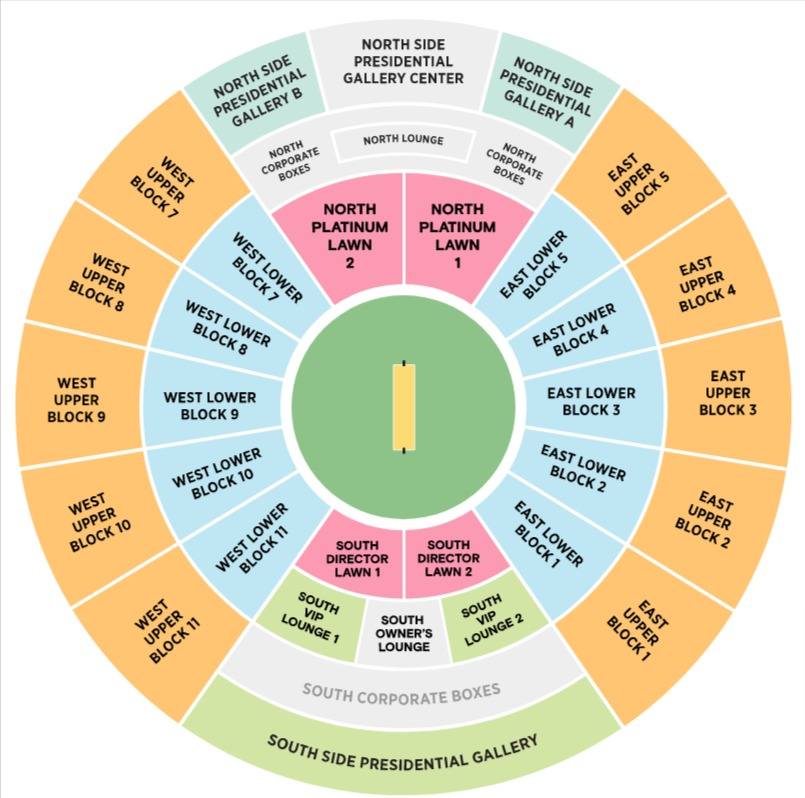 NORTH SIDE
PRESIDENTIAL
GALLERY B
NORTH SIDE
PRESIDENTIAL
GALLERY CENTER
NORTH SIDE
PRESIDENTIAL
GALLERY A
NORTH
CORPORATE
BOXES
NORTH LOUNGE
NORTH
CORPORATE
BOXES
WEST
UPPER
BLOCK 7
WEST LOWER
BLOCK 7
NORTH
PLATINUM
LAWN
2
NORTH
PLATINUM
LAWN
1
EAST LOWER
BLOCK 5
EAST
UPPER
BLOCK 5
WEST
UPPER
BLOCK 8
WEST LOWER
BLOCK 8
EAST LOWER
BLOCK 4
EAST
UPPER
BLOCK 4
WEST
UPPER
BLOCK 9
WEST LOWER
BLOCK 9
EAST LOWER
BLOCK 3
EAST
UPPER
BLOCK 3
WEST
UPPER
BLOCK 10
WEST LOWER
BLOCK 10
EAST LOWER
BLOCK 2
EAST
UPPER
BLOCK 2
WEST
UPPER
BLOCK 11
WEST LOWER
BLOCK 11
SOUTH
DIRECTOR
LAWN 1
SOUTH
DIRECTOR
LAWN 2
EAST LOWER
BLOCK 1
EAST
UPPER
BLOCK 1
SOUTH
VIP
LOUNGE 1
SOUTH
OWNER'S
LOUNGE
SOUTH
VIP
LOUNGE 2
SOUTH CORPORATE BOXES
SOUTH SIDE PRESIDENTIAL GALLERY